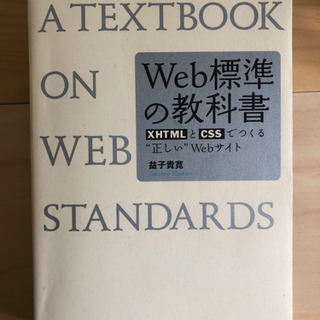 A TEXTBOOK
ON
WEB
STANDARDS
Web標準
の教科書
XHTMLとCSSでつくる
“正しい”Webサイト
益子貴寛